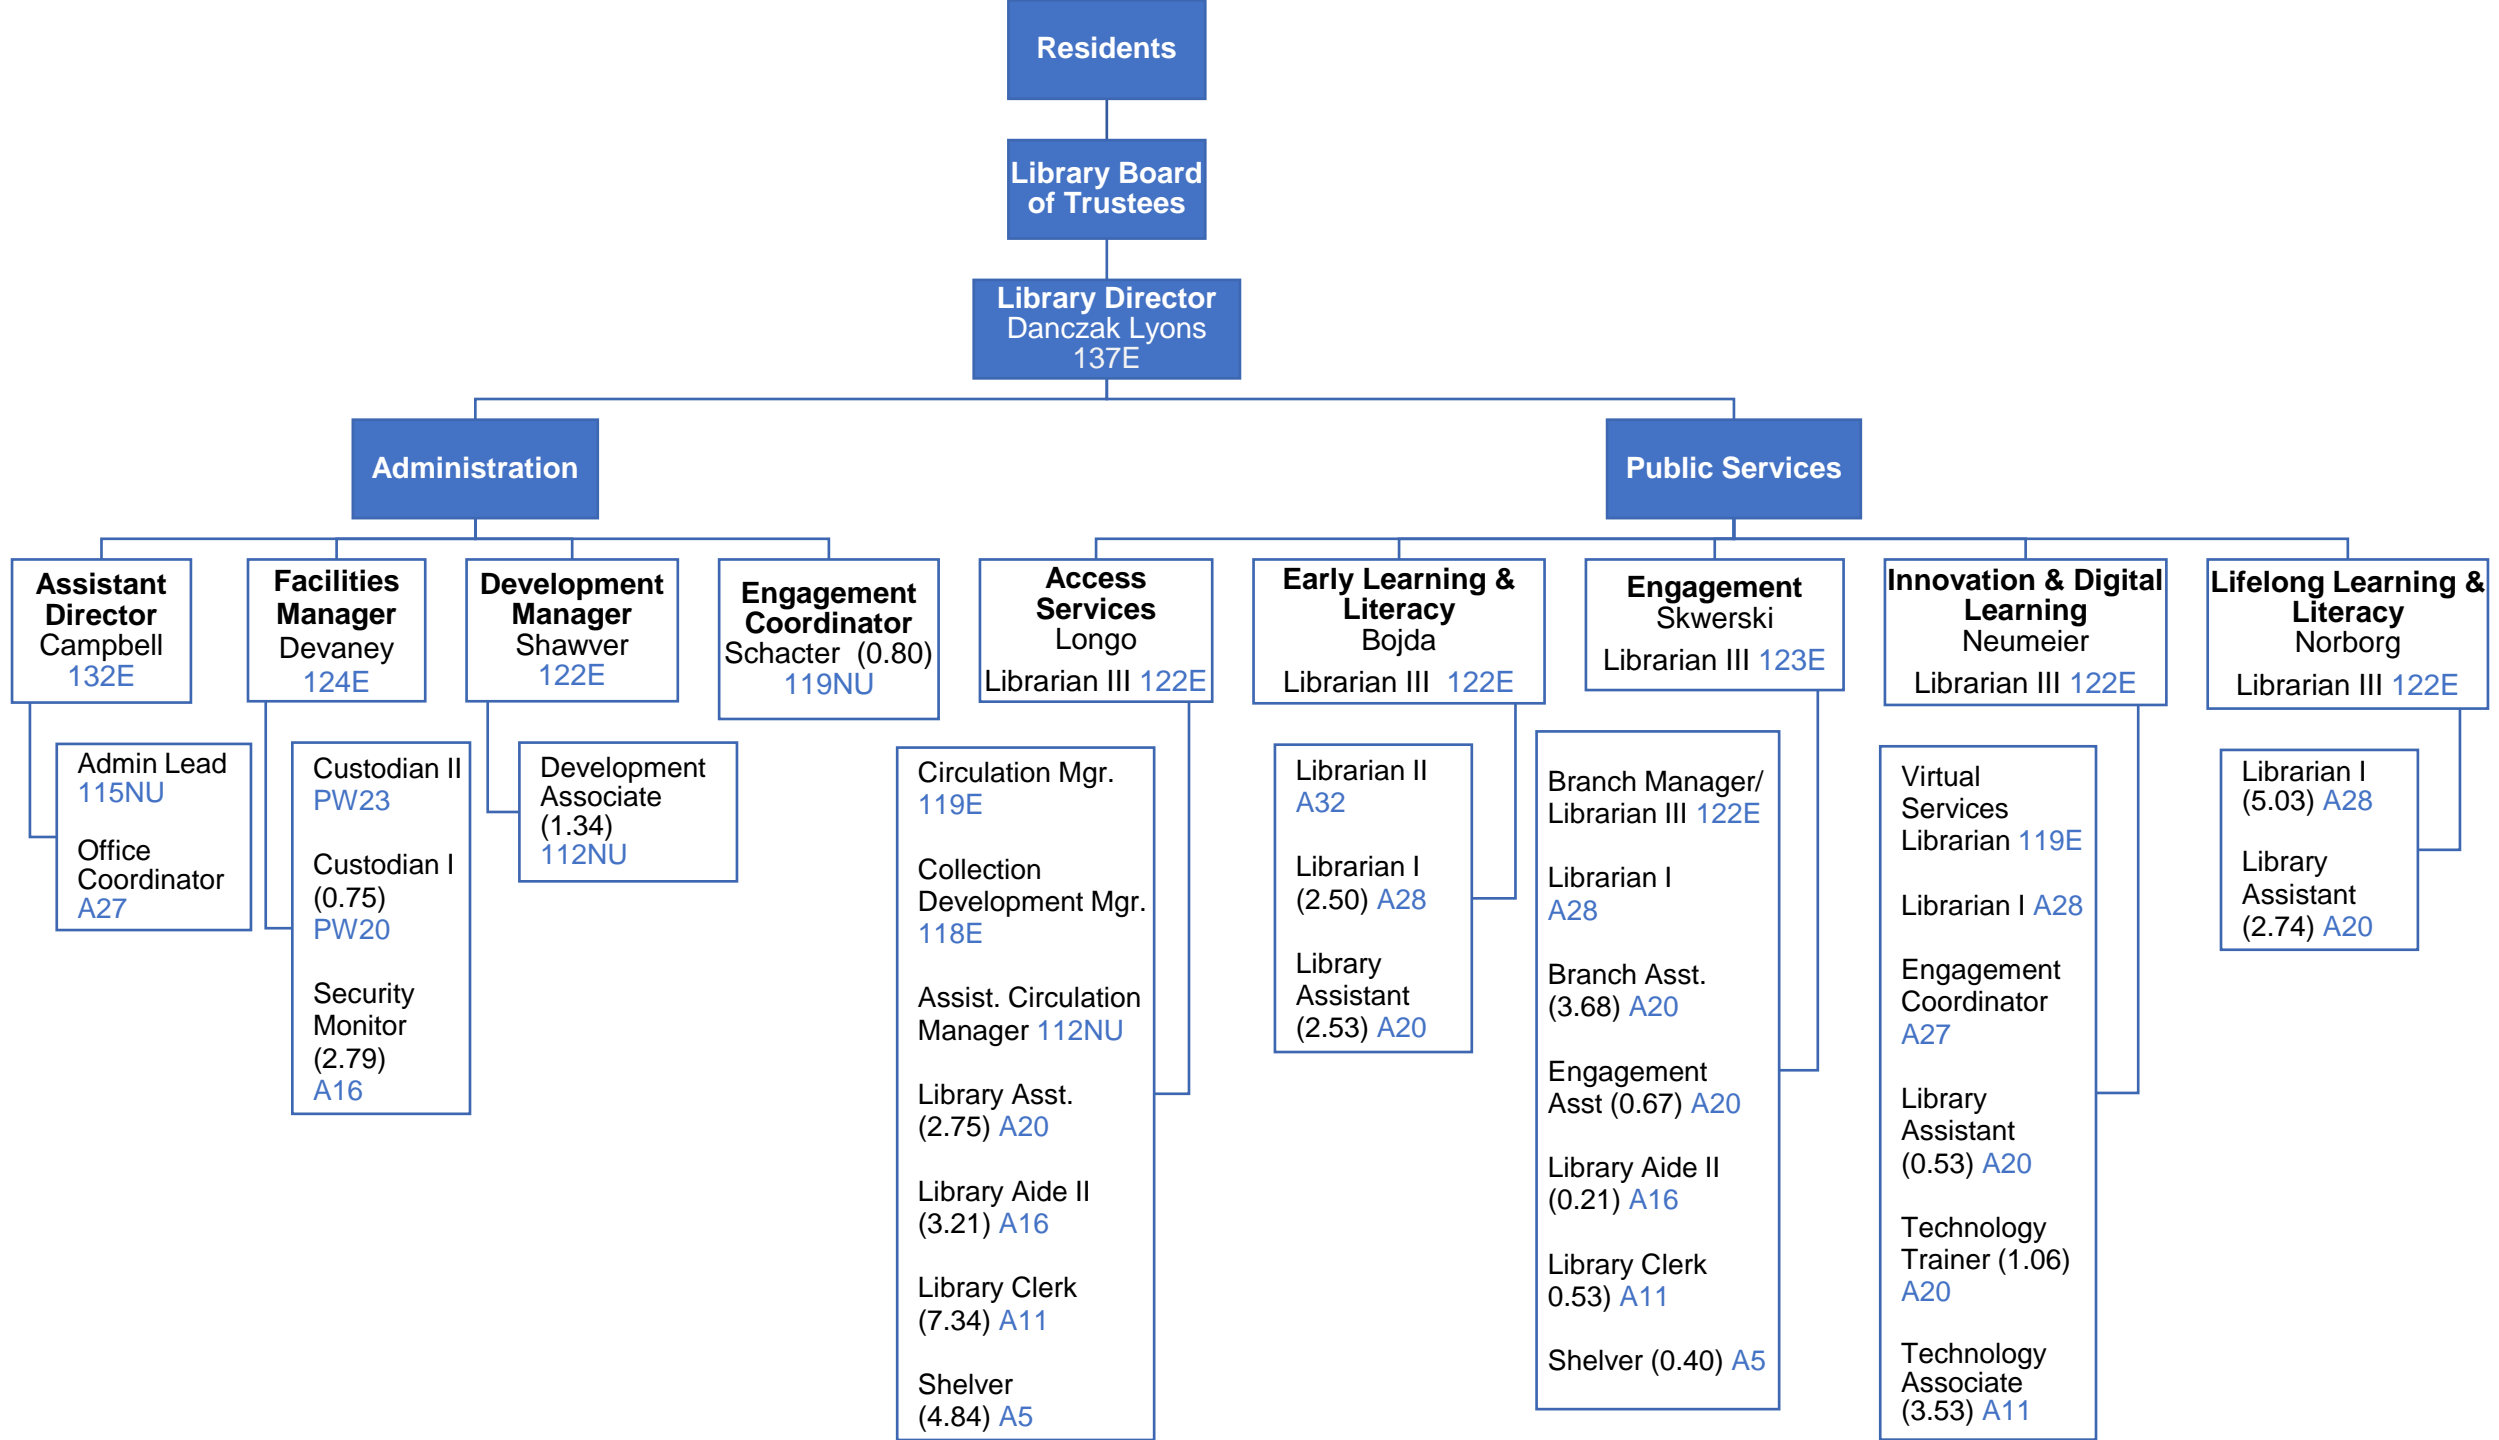 Residents
Library Board
of Trustees
Library Director
Danczak Lyons
137E
Administration
Public Services
Assistant
Director
Campbell
132E
Facilities
Manager
Devaney
124E
Development
Manager
Shawver
122E
Engagement
Coordinator
Schacter (0.80)
119NU
Access
Services
Longo
Librarian III 122E
Early Learning &
Literacy
Bojda
Librarian III 122E
Engagement
Skwerski
Librarian III 123E
Innovation & Digital
Learning
Neumeier
Librarian III 122E
Lifelong Learning &
Literacy
Norborg
Librarian III 122E
Admin Lead
115NU
Office
Coordinator
A27
Custodian II
PW23
Custodian I
(0.75)
PW20
Security
Monitor
(2.79)
A16
Development
Associate
(1.34)
112NU
Circulation Mgr.
119E
Collection
Development Mgr.
118E
Assist. Circulation
Manager 112NU
Library Asst.
(2.75) A20
Library Aide II
(3.21) A16
Library Clerk
(7.34) A11
Shelver
(4.84) A5
Librarian II
A32
Librarian I
(2.50) A28
Library
Assistant
(2.53) A20
Branch Manager/
Librarian III 122E
Librarian I
A28
Branch Asst.
(3.68) A20
Engagement
Asst (0.67) A20
Library Aide II
(0.21) A16
Library Clerk
0.53) A11
Shelver (0.40) A5
Virtual
Services
Librarian 119E
Librarian I A28
Engagement
Coordinator
A27
Library
Assistant
(0.53) A20
Technology
Trainer (1.06)
A20
Technology
Associate
(3.53) A11
Librarian I
(5.03) A28
Library
Assistant
(2.74) A20